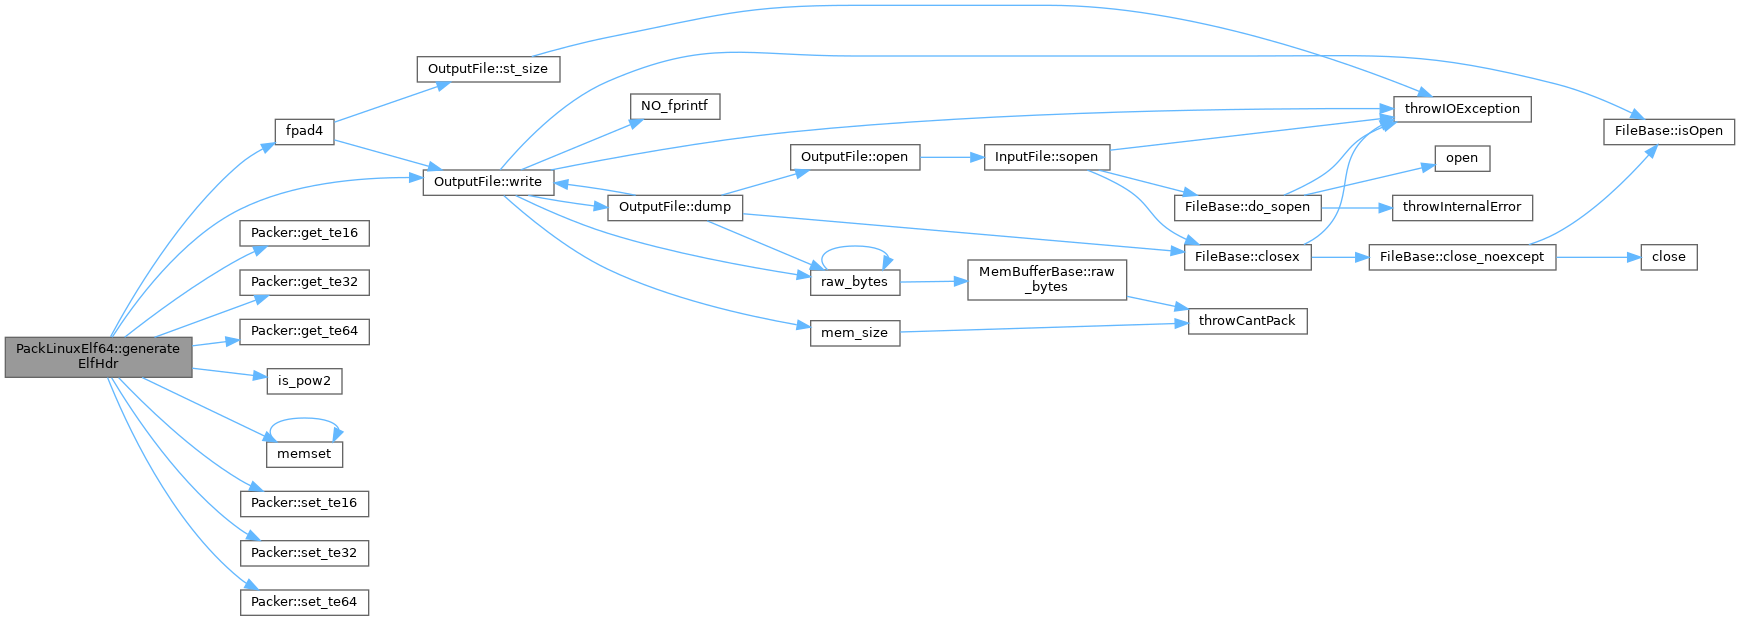 PackLinuxElf64::generate
ElfHdr
fpad4
OutputFile::st_size
OutputFile::write
NO_fprintf
OutputFile::dump
OutputFile::open
InputFile::sopen
FileBase::do_sopen
FileBase::closex
throwIOException
open
throwInternalError
FileBase::close_noexcept
FileBase::isOpen
close
raw_bytes
MemBufferBase::raw
_bytes
mem_size
throwCantPack
Packer::get_te16
Packer::get_te32
Packer::get_te64
is_pow2
memset
Packer::set_te16
Packer::set_te32
Packer::set_te64